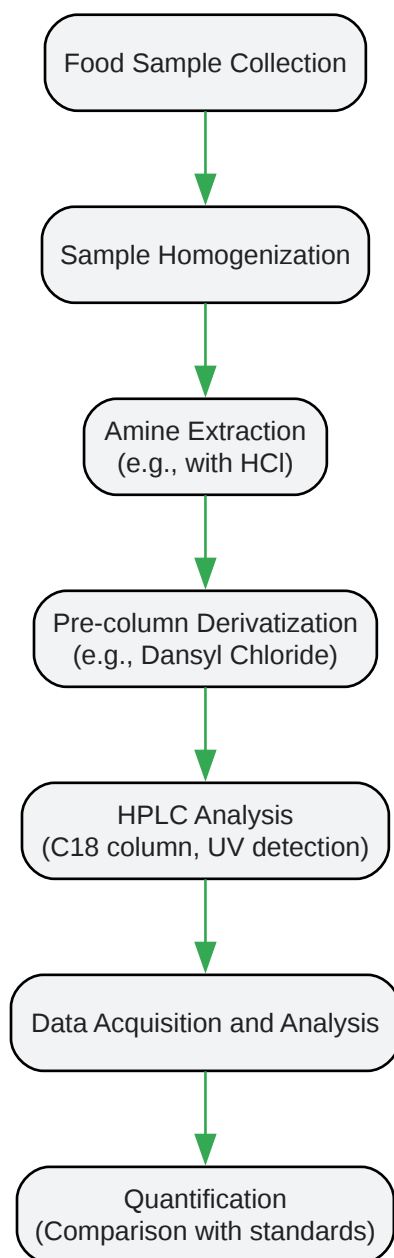 Food Sample Collection
Sample Homogenization
Amine Extraction
(e.g., with HCl)
Pre-column Derivatization
(e.g., Dansyl Chloride)
HPLC Analysis
(C18 column, UV detection)
Data Acquisition and Analysis
Quantification
(Comparison with standards)